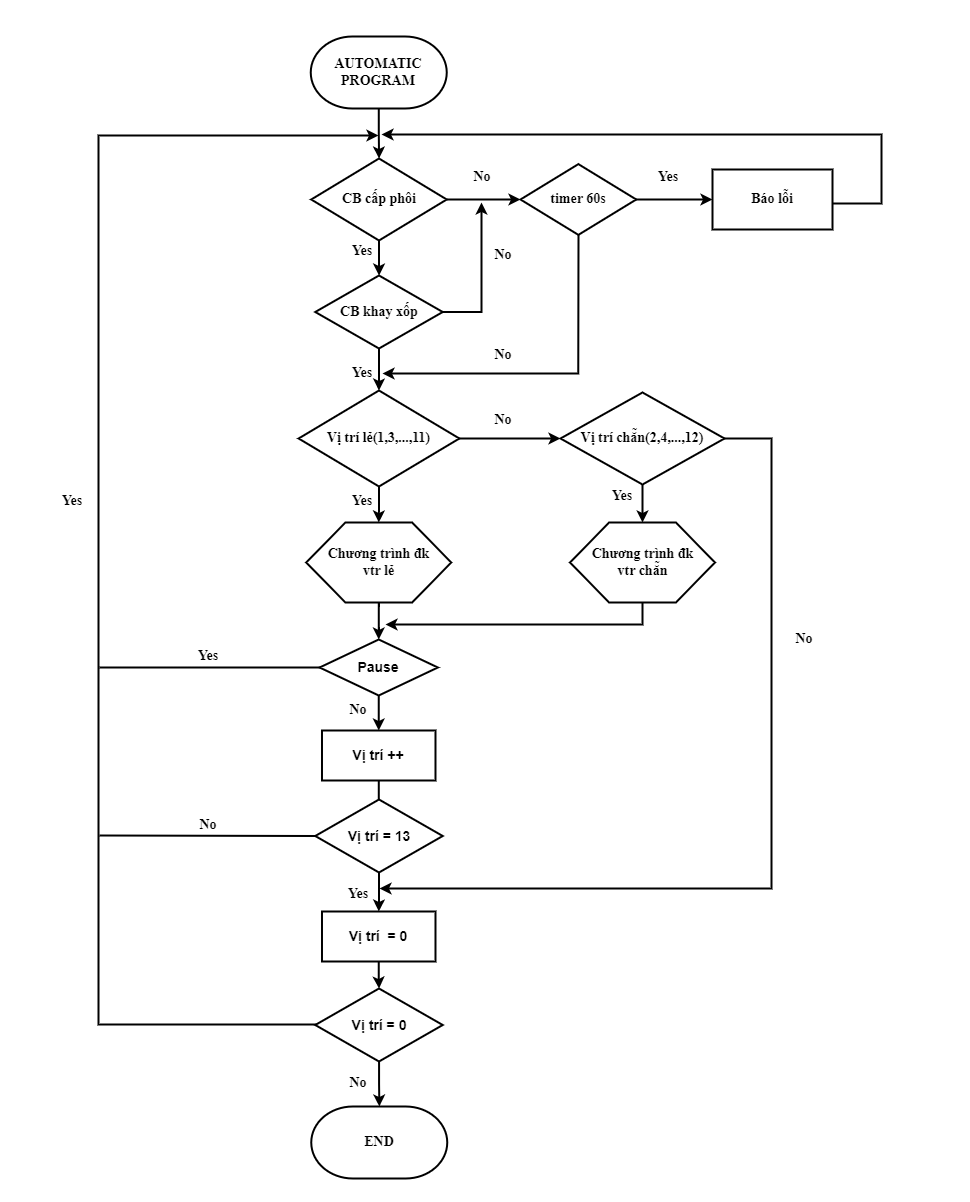 AUTOMATIC
PROGRAM
CB cấp phôi
No
timer 60s
Yes
Báo lỗi
Yes
No
CB khay xốp
No
Yes
Vị trí lẻ(1,3,...,11)
No
Vị trí chẵn(2,4,...,12)
Yes
Yes
Yes
Chương trình đk
vtr lẻ
Chương trình đk
vtr chẵn
No
Yes
Pause
No
Vị trí ++
No
Vị trí = 13
Yes
Vị trí = 0
Vị trí = 0
No
END